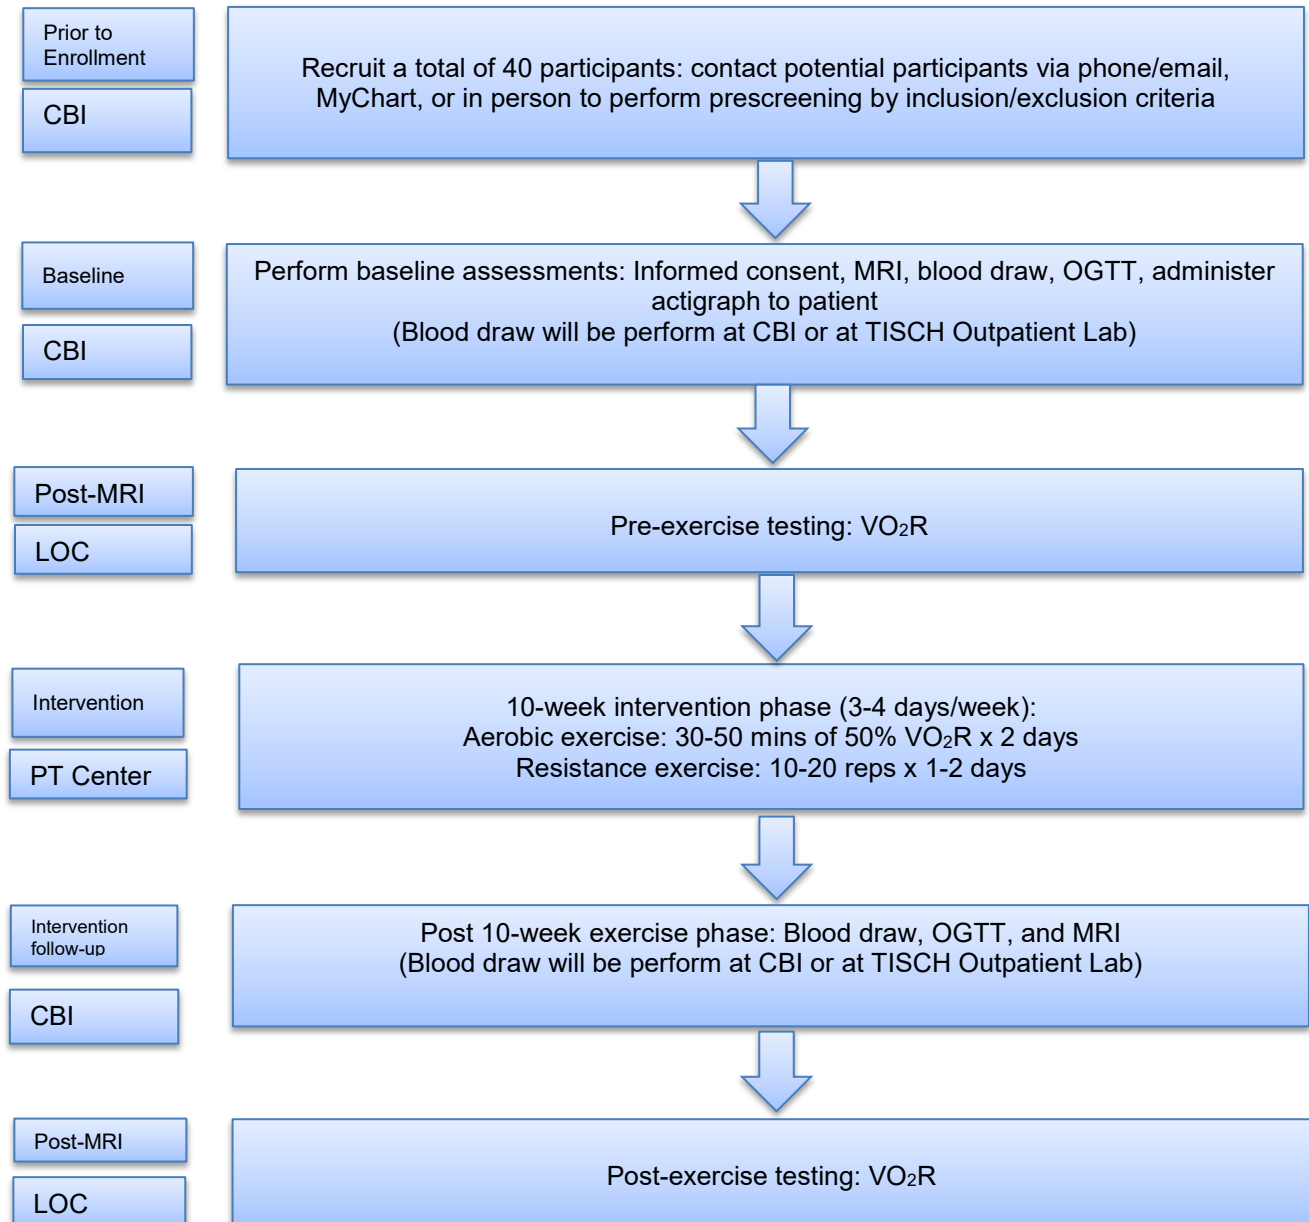 Prior to
Enrollment
CBI
Recruit a total of 40 participants: contact potential participants via phone/email,
MyChart, or in person to perform prescreening by inclusion/exclusion criteria
Baseline
CBI
Perform baseline assessments: Informed consent, MRI, blood draw, OGTT, administer
actigraph to patient
(Blood draw will be perform at CBI or at TISCH Outpatient Lab)
Post-MRI
LOC
Pre-exercise testing: VO₂R
Intervention
PT Center
10-week intervention phase (3-4 days/week):
Aerobic exercise: 30-50 mins of 50% VO₂R x 2 days
Resistance exercise: 10-20 reps x 1-2 days
Intervention
follow-up
CBI
Post 10-week exercise phase: Blood draw, OGTT, and MRI
(Blood draw will be perform at CBI or at TISCH Outpatient Lab)
Post-MRI
LOC
Post-exercise testing: VO₂R